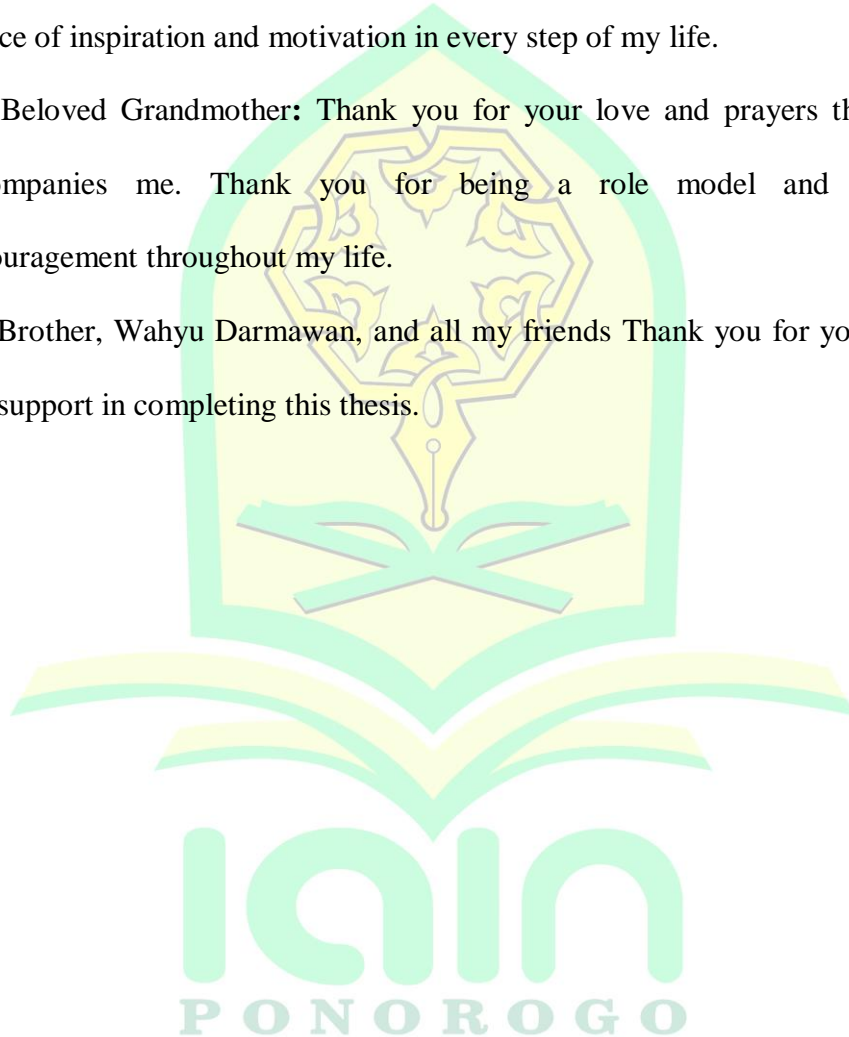 ce of inspiration and motivation in every step of my life.
Beloved Grandmother: Thank you for your love and prayers th
ompanies me. Thank you for being a role model and
ouragement throughout my life.
Brother, Wahyu Darmawan, and all my friends Thank you for yo
support in completing this thesis.
iain
PONOROGO